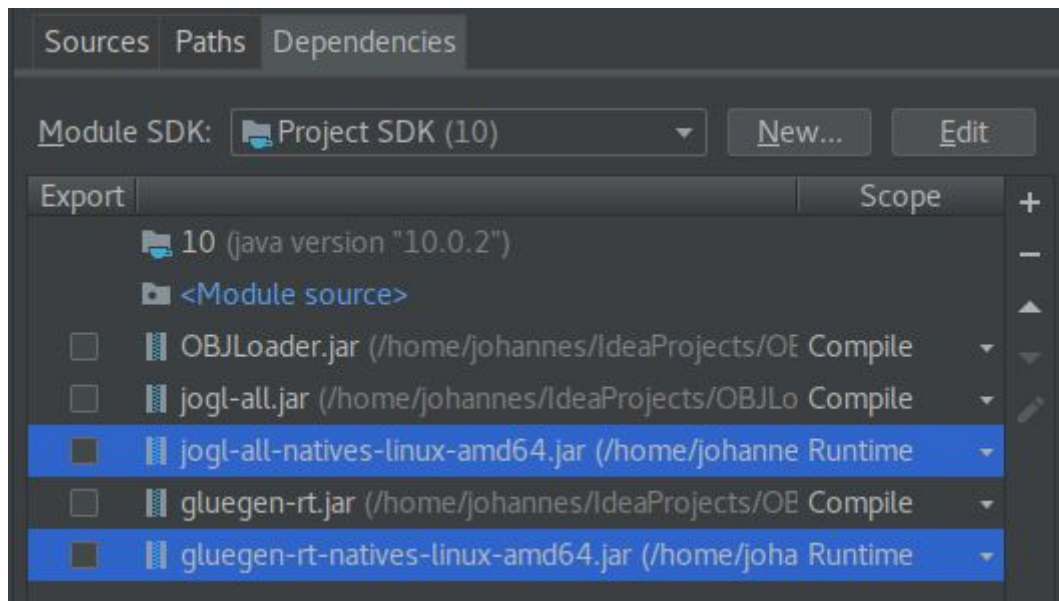 Sources Paths Dependencies
Module SDK: Project SDK (10) New... Edit
Export Scope
10 (java version "10.0.2")
<Module source>
OBJLoader.jar (/home/johannes/IdeaProjects/OE Compile
jogl-all.jar (/home/johannes/IdeaProjects/OBJLo Compile
jogl-all-natives-linux-amd64.jar (/home/johanne Runtime
gluegen-rt.jar (/home/johannes/IdeaProjects/OE Compile
gluegen-rt-natives-linux-amd64.jar (/home/joha Runtime